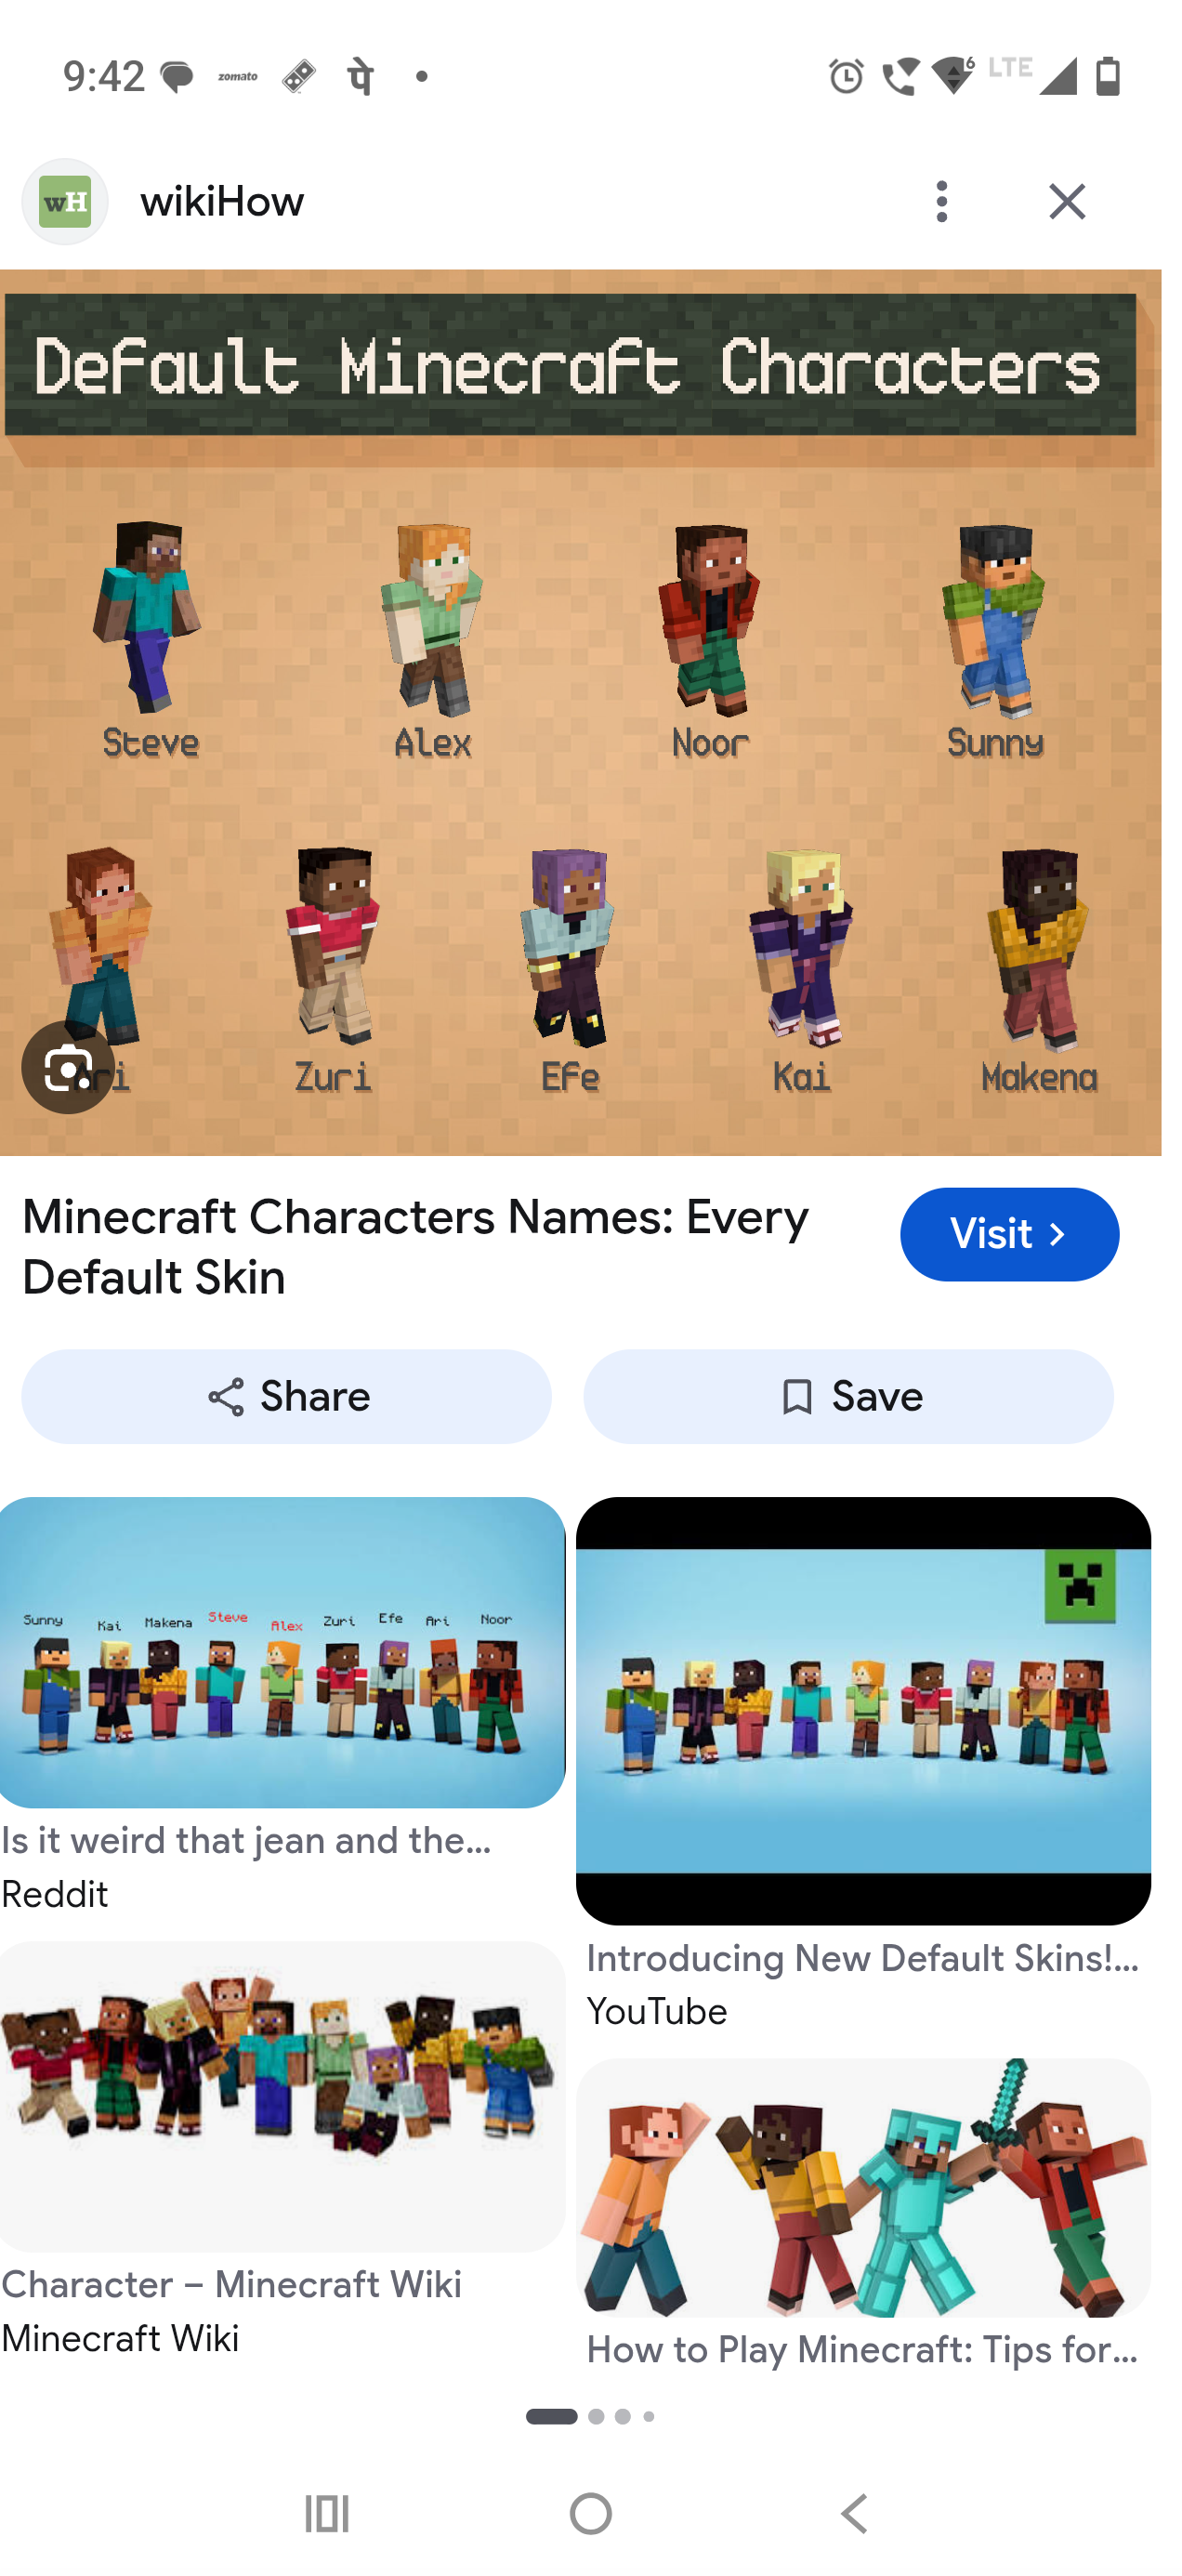 9:42 zomato पे 6 LTE
wH wikiHow
Default Minecraft Characters
Steve Alex Noor Sunny
Ari Zuri Efe Kai Makena
Minecraft Characters Names: Every
Default Skin
Visit
Share Save
Sunny Kai Makena Steve Alex Zuri Efe Ari Noor
Is it weird that jean and the...
Reddit
Introducing New Default Skins!...
YouTube
Character – Minecraft Wiki
Minecraft Wiki
How to Play Minecraft: Tips for...